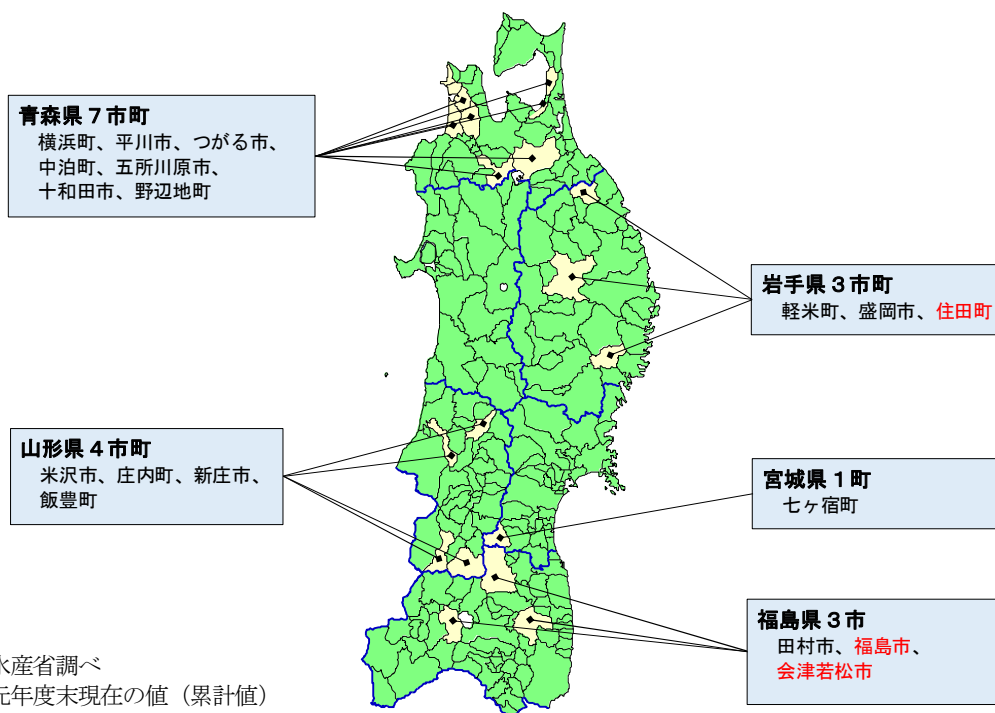 青森県７市町
横浜町、平川市、つがる市、
中泊町、五所川原市、
十和田市、野辺地町
岩手県３市町
軽米町、盛岡市、住田町
山形県４市町
米沢市、庄内町、新庄市、
飯豊町
宮城県１町
七ヶ宿町
福島県３市
田村市、福島市、
会津若松市
水産省調べ
元年度末現在の値（累計値）